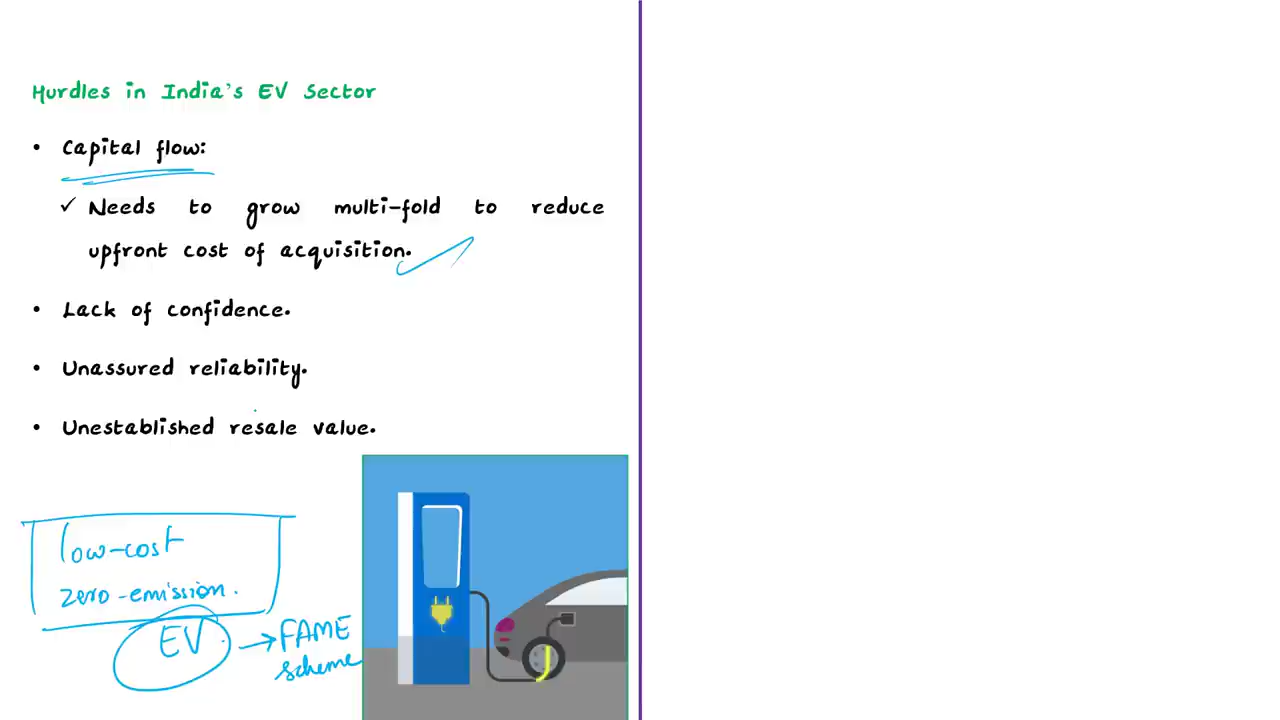 Hurdles in India's EV Sector
• Capital flow:
✓ Needs to grow multi-fold to reduce
upfront cost of acquisition.
• Lack of confidence.
• Unassured reliability.
• Unestablished resale value.
low-cost
zero-emission.
EV → FAME
scheme